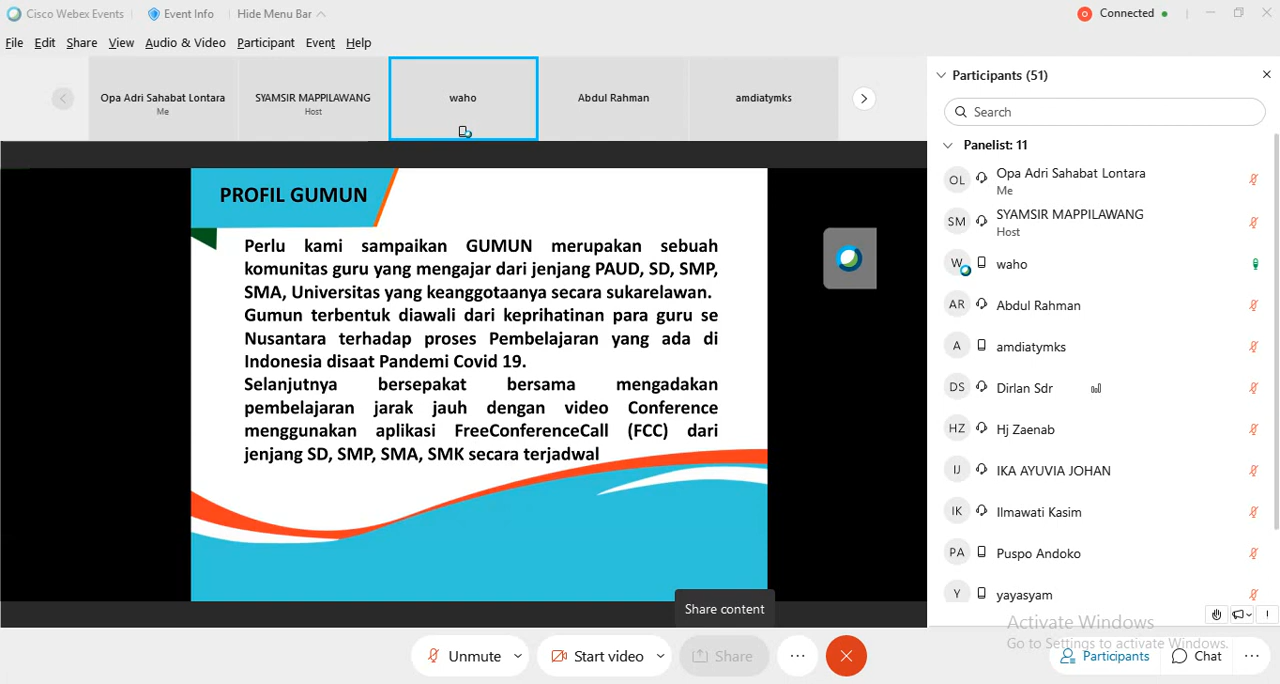 Cisco Webex Events
Event Info
Hide Menu Bar
Connected
File Edit Share View Audio & Video Participant Event Help
Opa Adri Sahabat Lontara
Me
SYAMSIR MAPPILAWANG
Host
waho
Abdul Rahman
amdiatymks
PROFIL GUMUN
Perlu kami sampaikan GUMUN merupakan sebuah
komunitas guru yang mengajar dari jenjang PAUD, SD, SMP,
SMA, Universitas yang keanggotaanya secara sukarelawan.
Gumun terbentuk diawali dari keprihatinan para guru se
Nusantara terhadap proses Pembelajaran yang ada di
Indonesia disaat Pandemi Covid 19.
Selanjutnya bersepakat bersama mengadakan
pembelajaran jarak jauh dengan video Conference
menggunakan aplikasi FreeConferenceCall (FCC) dari
jenjang SD, SMP, SMA, SMK secara terjadwal
Share content
Unmute
Start video
Share
Participants (51)
Search
Panelist: 11
OL Opa Adri Sahabat Lontara
Me
SM SYAMSIR MAPPILAWANG
Host
W waho
AR Abdul Rahman
A amdiatymks
DS Dirlan Sdr
HZ Hj Zaenab
IJ IKA AYUVIA JOHAN
IK Ilmawati Kasim
PA Puspo Andoko
Y yayasyam
Activate Windows
Go to Settings to activate Windows.
Participants
Chat